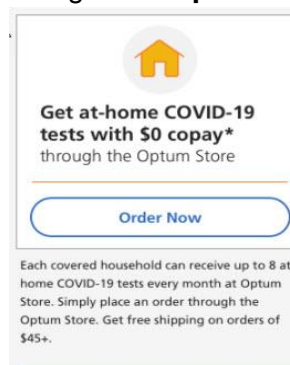 Get at-home COVID-19
tests with $0 copay*
through the Optum Store
Order Now
Each covered household can receive up to 8 at
home COVID-19 tests every month at Optum
Store. Simply place an order through the
Optum Store. Get free shipping on orders of
$45+.